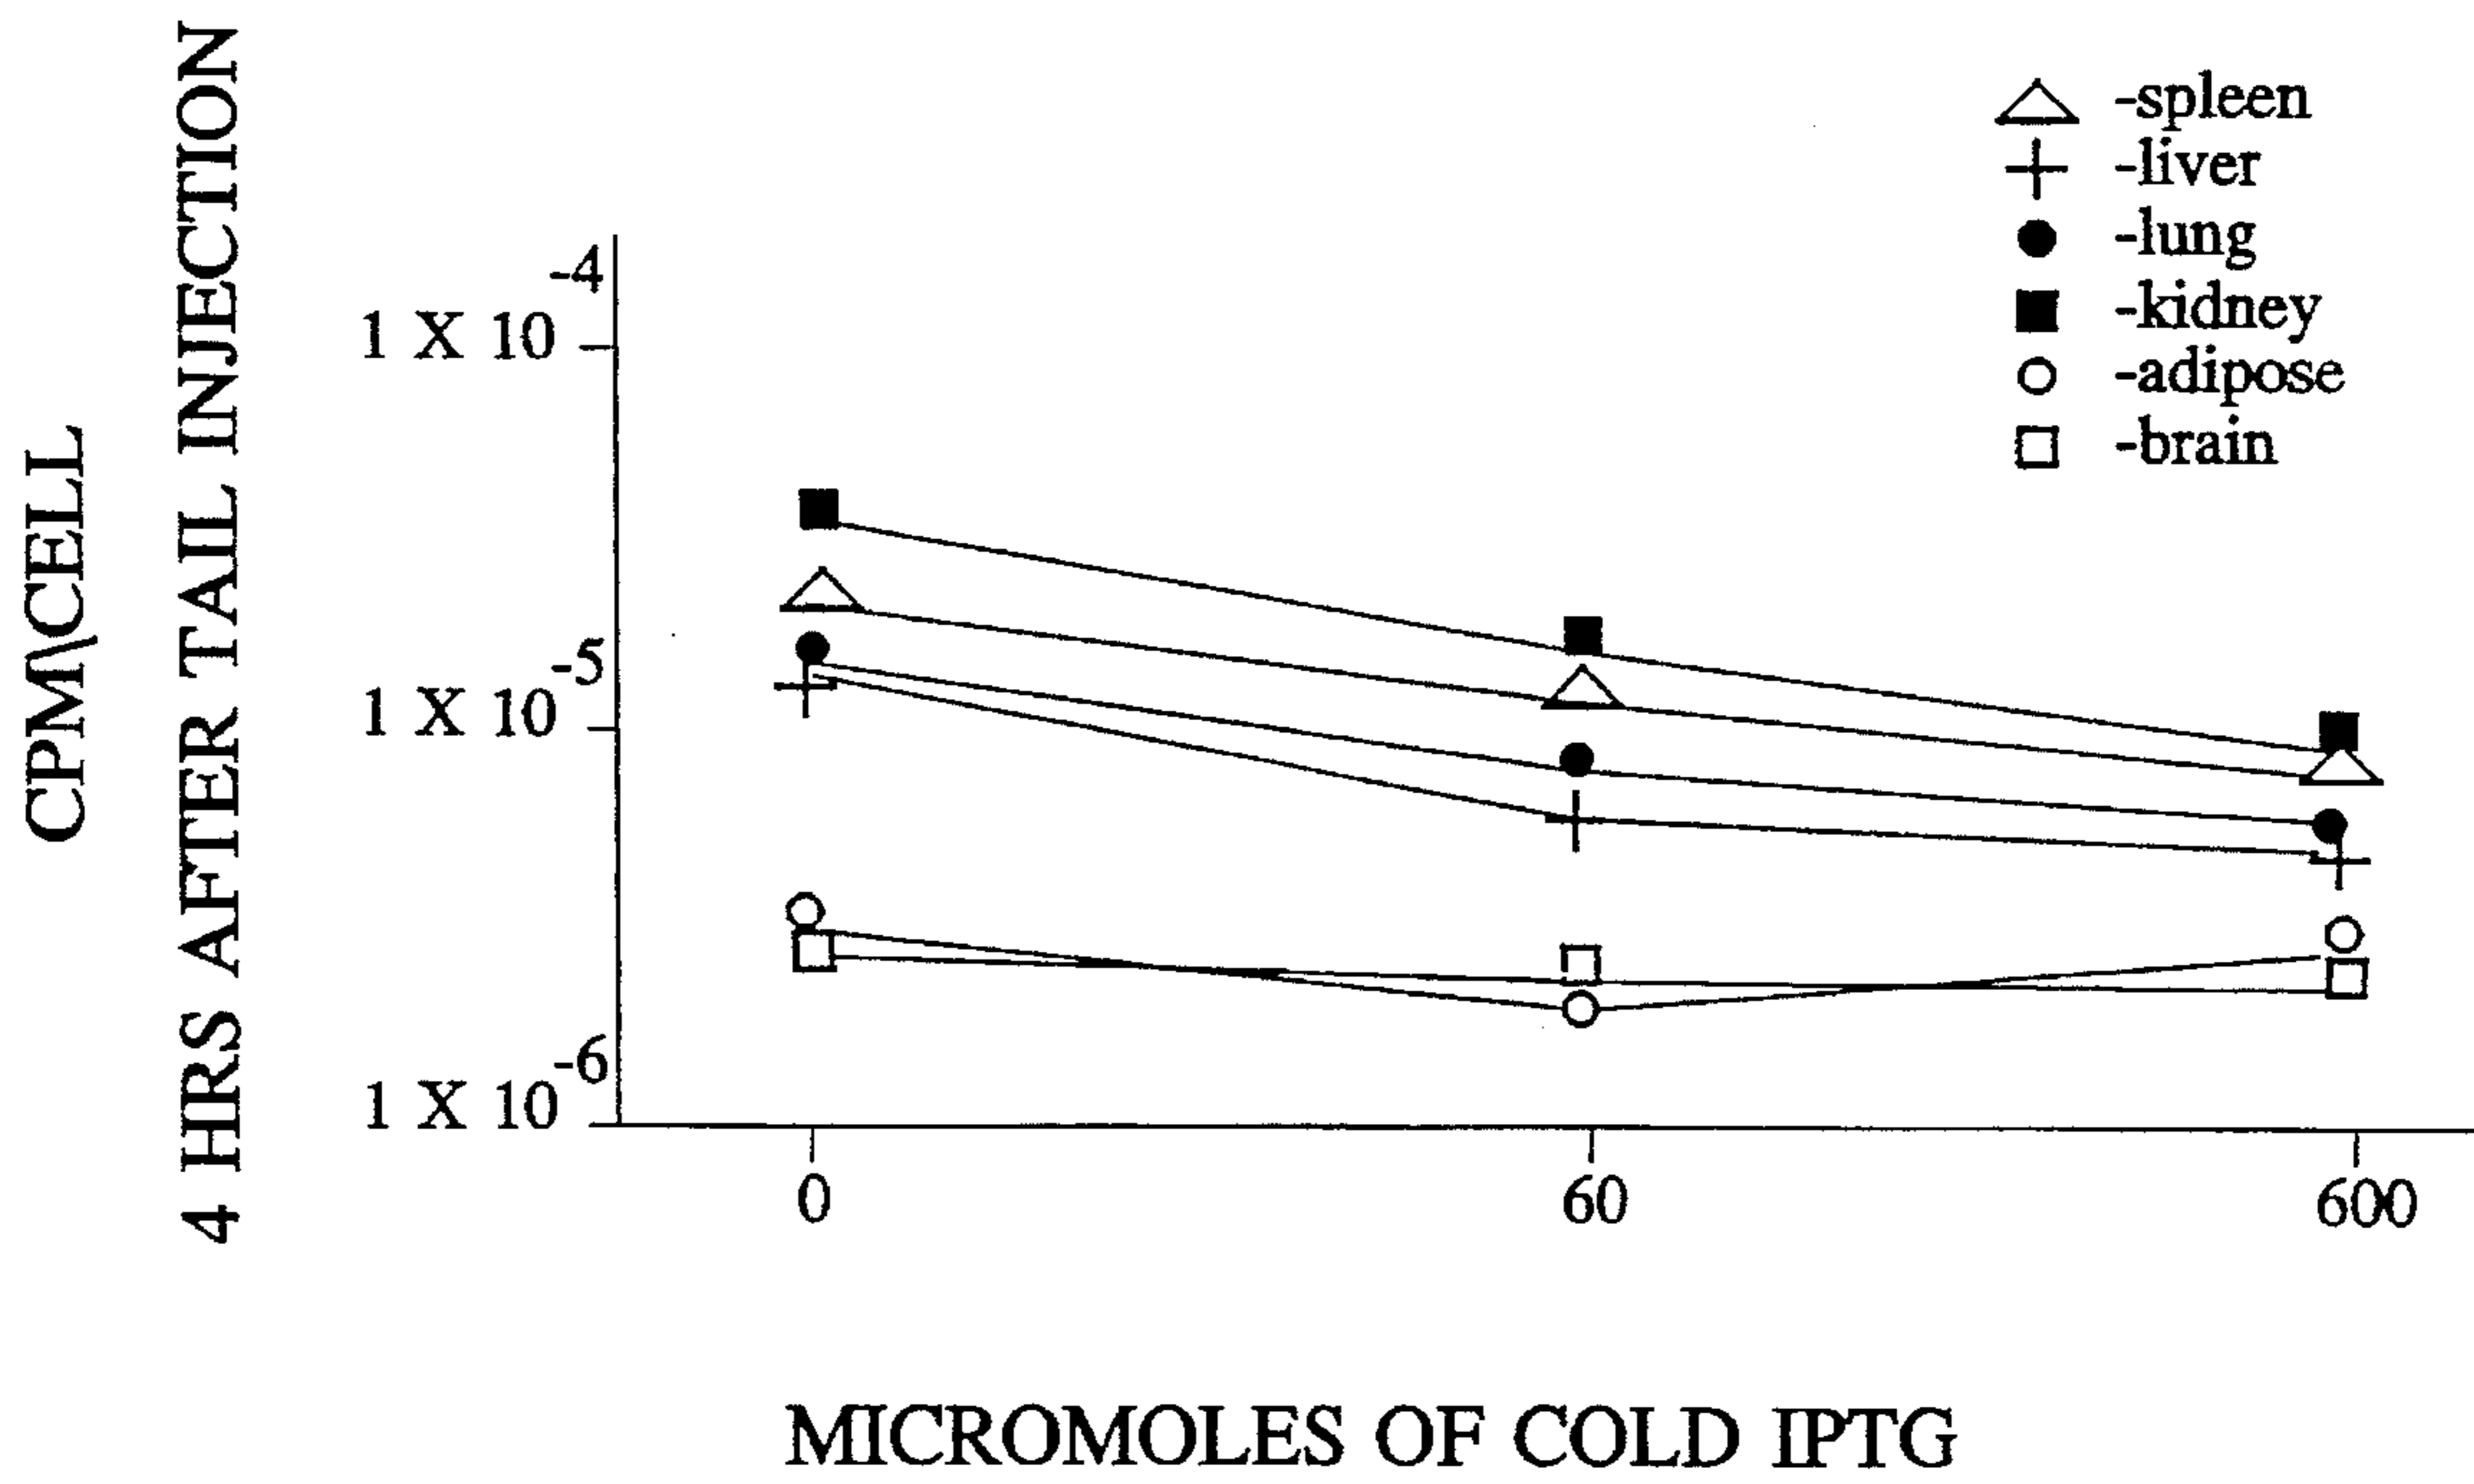 CPM\CELL
4 HRS AFTER TAIL INJECTION
-spleen
-liver
-lung
-kidney
-adipose
-brain
1 X 10⁻⁴
1 X 10⁻⁵
1 X 10⁻⁶
0 60 600
MICROMOLES OF COLD IPTG